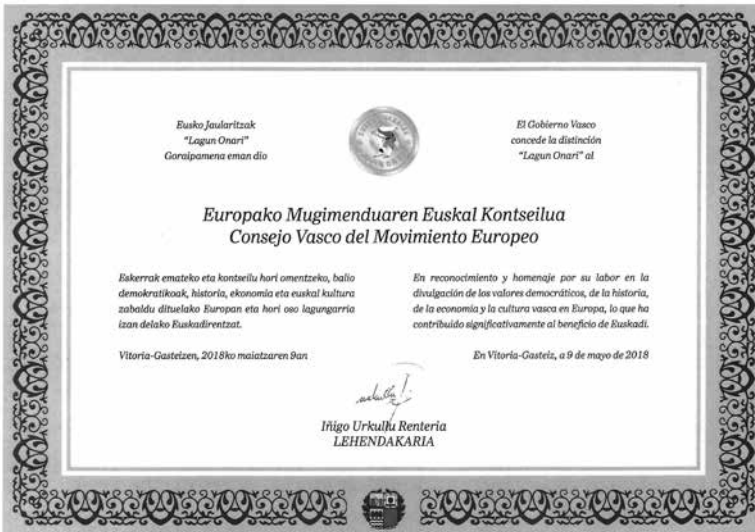 Eusko Jaularitzak
"Lagun Onari"
Goraipamena eman dio
El Gobierno Vasco
concede la distinción
"Lagun Onari" al
Europako Mugimenduaren Euskal Kontseilua
Consejo Vasco del Movimiento Europeo
Eskerrak emateko eta kontseilu hori omentzeko, balio
demokratikoak, historia, ekonomia eta euskal kultura
zabaldu dituelako Europan eta hori oso lagungarria
izan delako Euskadirentzat.
Vitoria-Gasteizen, 2018ko maiatzaren 9an
En reconocimiento y homenaje por su labor en la
divulgación de los valores democráticos, de la historia,
de la economía y la cultura vasca en Europa, lo que ha
contribuido significativamente al beneficio de Euskadi.
En Vitoria-Gasteiz, a 9 de mayo de 2018
Iñigo Urkullu Renteria
LEHENDAKARIA